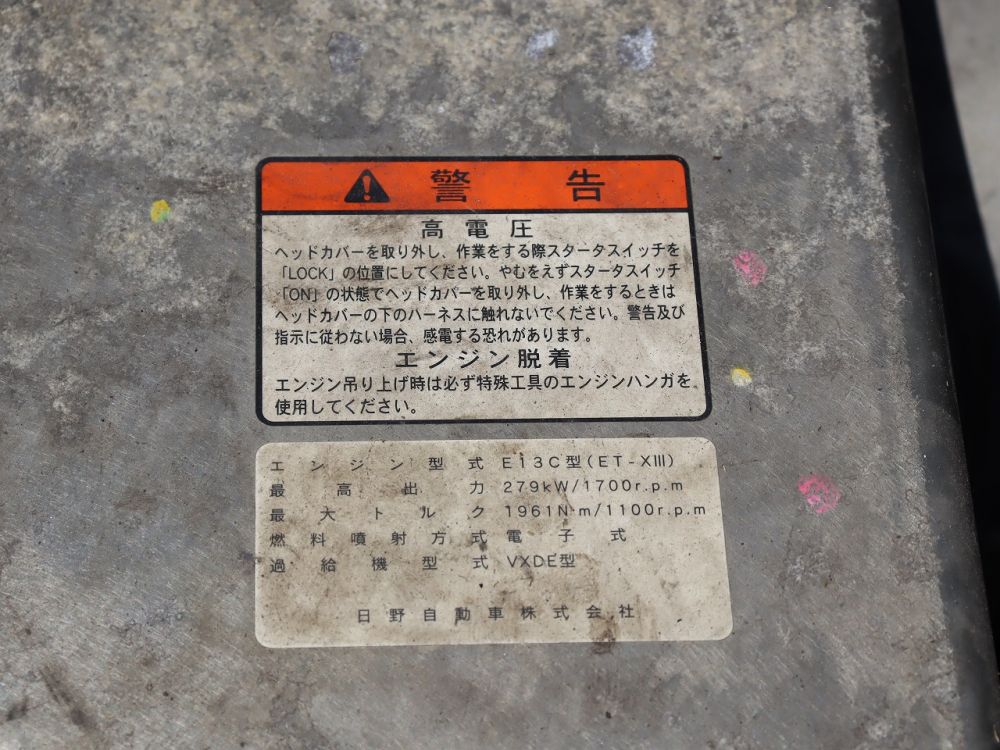 警告
高電圧
ヘッドカバーを取り外し、作業をする際スタータスイッチを
「LOCK」の位置にしてください。やむをえずスタータスイッチ
「ON」の状態でヘッドカバーを取り外し、作業をするときは
ヘッドカバーの下のハーネスに触れないでください。警告及び
指示に従わない場合、感電する恐れがあります。
エンジン脱着
エンジン吊り上げ時は必ず特殊工具のエンジンハンガを
使用してください。
エンジン型式 E13C型(ET-XIII)
最高出力 279kW/1700r.p.m
最大トルク 1961N·m/1100r.p.m
燃料噴射方式 電子式
過給機型式 VXDE型
日野自動車株式会社